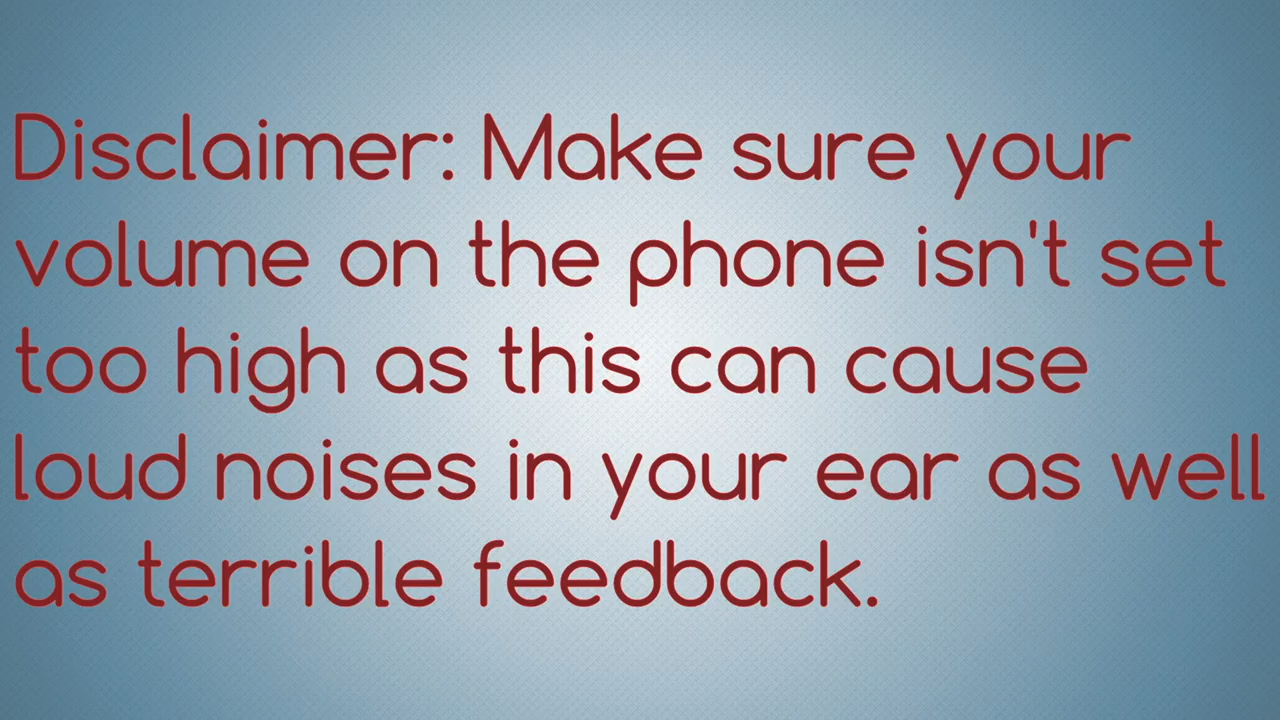 Disclaimer: Make sure your
volume on the phone isn't set
too high as this can cause
loud noises in your ear as well
as terrible feedback.